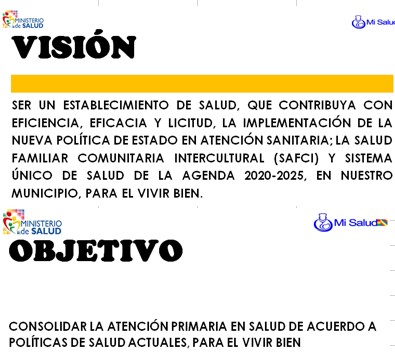 MINISTERIO
de SALUD
Mi Salud
VISIÓN
SER UN ESTABLECIMIENTO DE SALUD, QUE CONTRIBUYA CON
EFICIENCIA, EFICACIA Y LICITUD, LA IMPLEMENTACIÓN DE LA
NUEVA POLÍTICA DE ESTADO EN ATENCIÓN SANITARIA; LA SALUD
FAMILIAR COMUNITARIA INTERCULTURAL (SAFCI) Y SISTEMA
ÚNICO DE SALUD DE LA AGENDA 2020-2025, EN NUESTRO
MUNICIPIO, PARA EL VIVIR BIEN.
MINISTERIO
de SALUD
Mi Salud
OBJETIVO
CONSOLIDAR LA ATENCIÓN PRIMARIA EN SALUD DE ACUERDO A
POLÍTICAS DE SALUD ACTUALES, PARA EL VIVIR BIEN